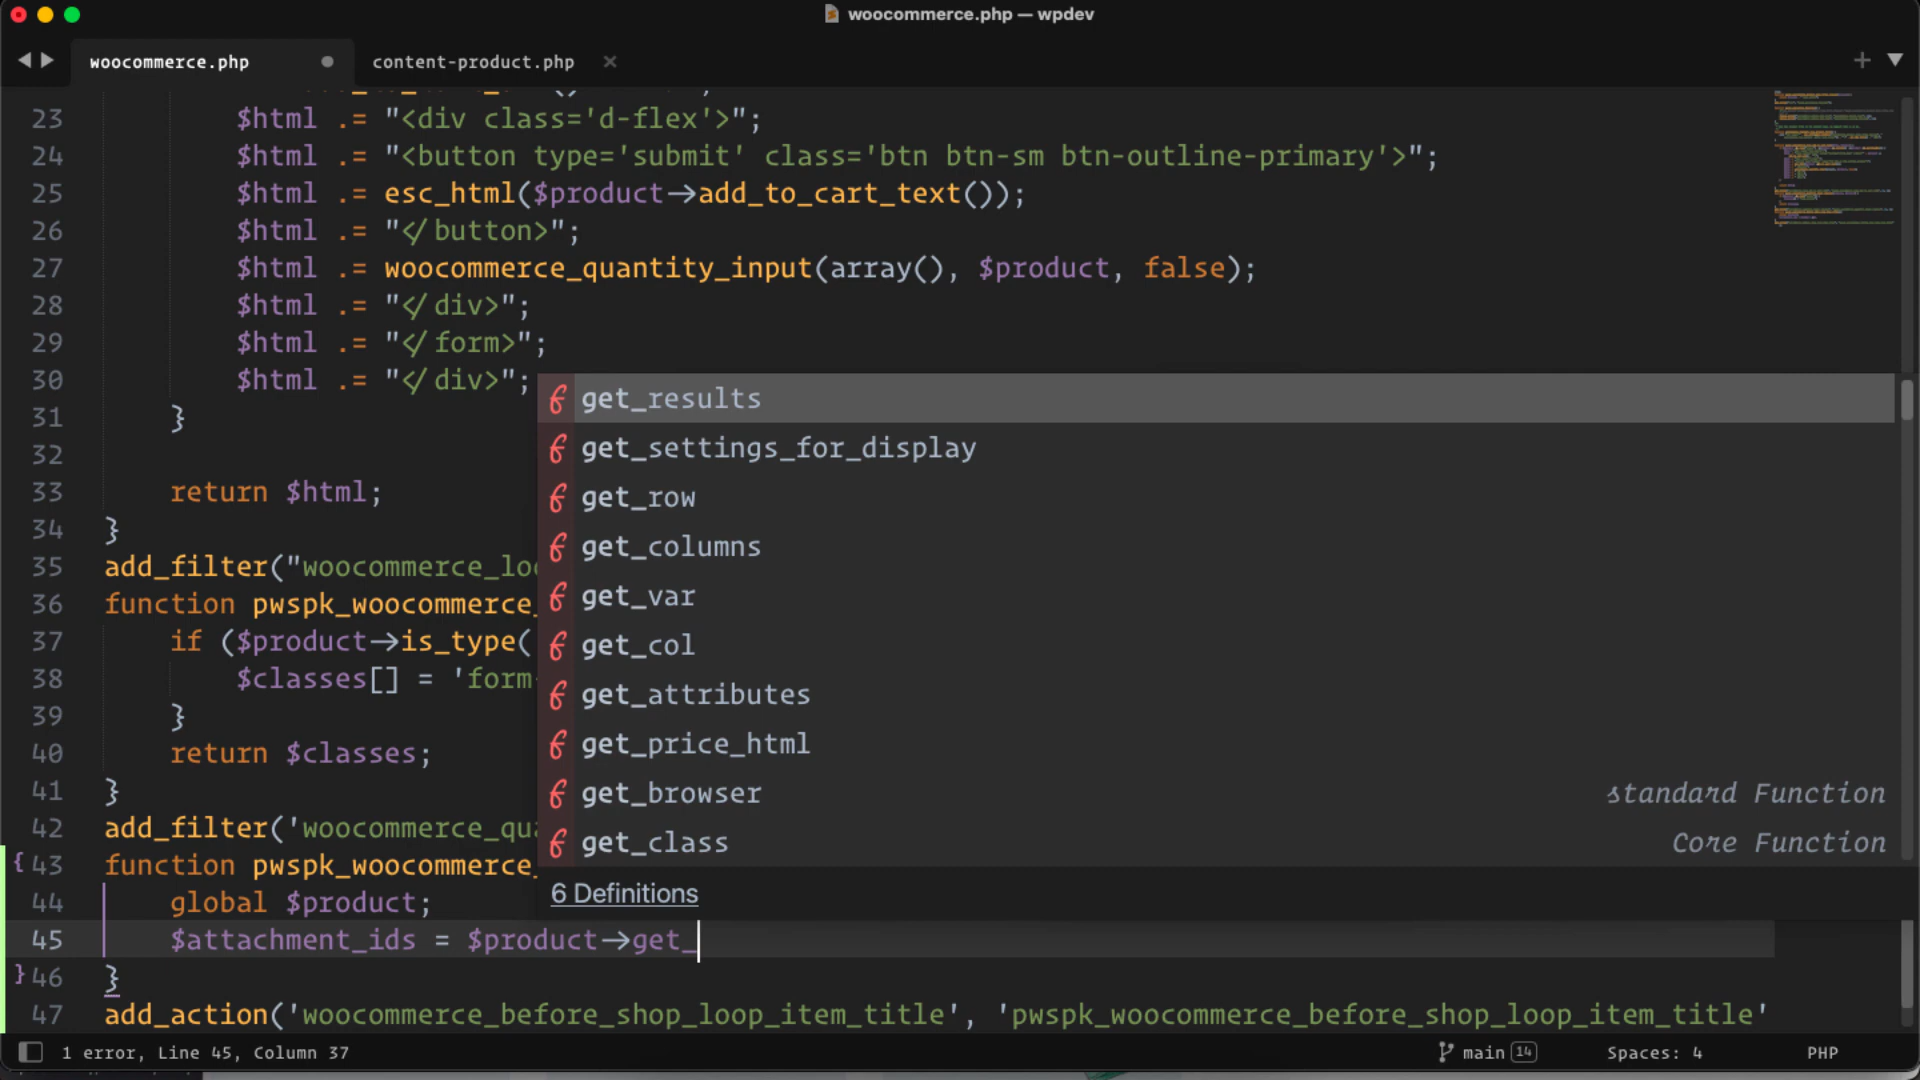 woocommerce.php — wpdev
woocommerce.php
content-product.php
23 $html .= "<div class='d-flex'>";
24 $html .= "<button type='submit' class='btn btn-sm btn-outline-primary'>";
25 $html .= esc_html($product->add_to_cart_text());
26 $html .= "</button>";
27 $html .= woocommerce_quantity_input(array(), $product, false);
28 $html .= "</div>";
29 $html .= "</form>";
30 $html .= "</div>";
31 }
32
33 return $html;
34 }
35 add_filter("woocommerce_loo
36 function pwspk_woocommerce_
37 if ($product->is_type(
38 $classes[] = 'form-
39 }
40 return $classes;
41 }
42 add_filter('woocommerce_qua
{ 43 function pwspk_woocommerce_
44 global $product;
45 $attachment_ids = $product->get_
} 46 }
47 add_action('woocommerce_before_shop_loop_item_title', 'pwspk_woocommerce_before_shop_loop_item_title'
get_results
get_settings_for_display
get_row
get_columns
get_var
get_col
get_attributes
get_price_html
get_browser standard Function
get_class Core Function
6 Definitions
1 error, Line 45, Column 37
main 14
Spaces: 4
PHP